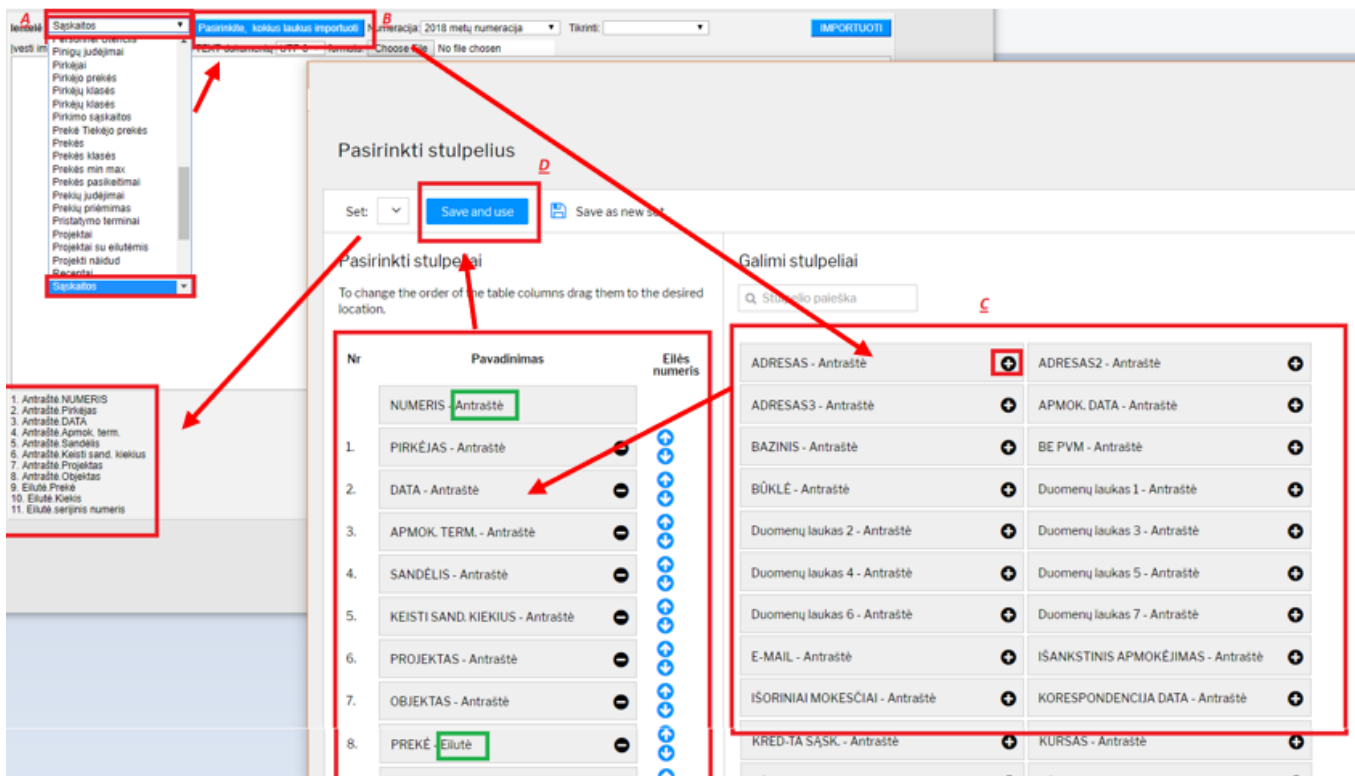 A
B
Sąskaitos
Pasirinkite, kokius laukus importuoti
Numeracija: 2018 metų numeracija
Tikrinti:
IMPORTUOTI
Įvesti
UTF-8
formatu: Choose File No file chosen
Pinigų judėjimai
Pirkėjai
Pirkėjo prekės
Pirkėjų klasės
Pirkėjų klasės
Pirkimo sąskaitos
Prekė Tiekėjo prekės
Prekės
Prekės klasės
Prekės min max
Prekės pasikeitimai
Prekių judėjimai
Prekių priėmimas
Pristatymo terminai
Projektai
Projektai su eilutėmis
Projekti näidud
Receptai
Sąskaitos
1. Antraštė.NUMERIS
2. Antraštė.Pirkėjas
3. Antraštė.DATA
4. Antraštė.Apmok. term.
5. Antraštė.Sandėlis
6. Antraštė.Keisti sand. kiekius
7. Antraštė.Projektas
8. Antraštė.Objektas
9. Eilutė.Prekė
10. Eilutė.Kiekis
11. Eilutė.serijinis numeris
Pasirinkti stulpelius
D
Set:
Save and use
Save as new set
Pasirinkti stulpeliai
To change the order of the table columns drag them to the desired
location.
Nr Pavadinimas Eilės
numeris
NUMERIS - Antraštė
1. PIRKĖJAS - Antraštė
2. DATA - Antraštė
3. APMOK. TERM. - Antraštė
4. SANDĖLIS - Antraštė
5. KEISTI SAND. KIEKIUS - Antraštė
6. PROJEKTAS - Antraštė
7. OBJEKTAS - Antraštė
8. PREKĖ - Eilutė
Galimi stulpeliai
Stulpelio paieška
C
ADRESAS - Antraštė ADRESAS2 - Antraštė
ADRESAS3 - Antraštė APMOK. DATA - Antraštė
BAZINIS - Antraštė BE PVM - Antraštė
BŪKLĖ - Antraštė Duomenų laukas 1 - Antraštė
Duomenų laukas 2 - Antraštė Duomenų laukas 3 - Antraštė
Duomenų laukas 4 - Antraštė Duomenų laukas 5 - Antraštė
Duomenų laukas 6 - Antraštė Duomenų laukas 7 - Antraštė
E-MAIL - Antraštė IŠANKSTINIS APMOKĖJIMAS - Antraštė
IŠORINIAI MOKESČIAI - Antraštė KORESPONDENCIJA DATA - Antraštė
KRED-TA SĄSK. - Antraštė KURSAS - Antraštė